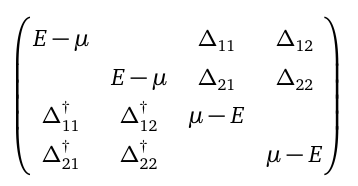 E − μ Δ₁₁ Δ₁₂
E − μ Δ₂₁ Δ₂₂
Δ₁₁† Δ₁₂† μ − E
Δ₂₁† Δ₂₂† μ − E